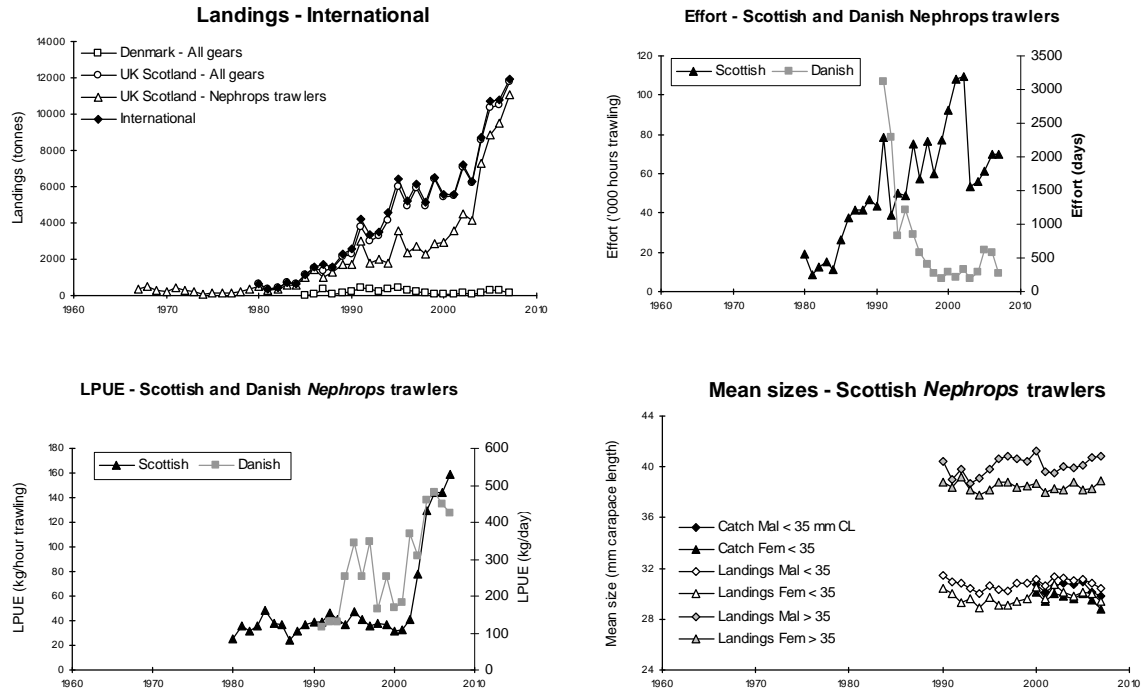 Landings - International
14000
12000
10000
8000
6000
4000
2000
0
Landings (tonnes)
Denmark - All gears
UK Scotland - All gears
UK Scotland - Nephrops trawlers
International
1960 1970 1980 1990 2000 2010
Effort - Scottish and Danish Nephrops trawlers
120
100
80
60
40
20
0
Effort ('000 hours trawling)
Scottish Danish
3500
3000
2500
2000
1500
1000
500
0
Effort (days)
1960 1970 1980 1990 2000 2010
LPUE - Scottish and Danish Nephrops trawlers
180
160
140
120
100
80
60
40
20
0
LPUE (kg/hour trawling)
Scottish Danish
600
500
400
300
200
100
0
LPUE (kg/day)
1960 1970 1980 1990 2000 2010
Mean sizes - Scottish Nephrops trawlers
44
40
36
32
28
24
Mean size (mm carapace length)
Catch Mal < 35 mm CL
Catch Fem < 35
Landings Mal < 35
Landings Fem < 35
Landings Mal > 35
Landings Fem > 35
1960 1970 1980 1990 2000 2010